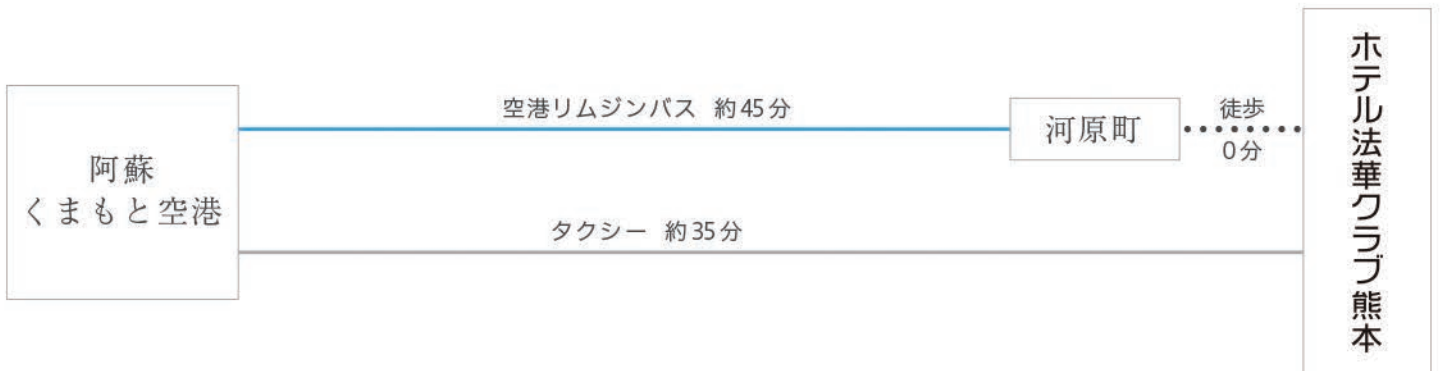 阿蘇
くまもと空港
空港リムジンバス 約45分
河原町
徒歩
0分
タクシー 約35分
ホテル法華クラブ熊本